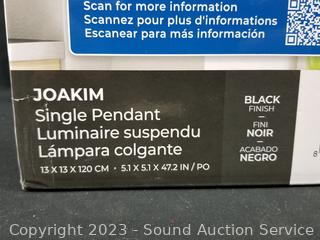 Scan for more information
Scannez pour plus d'informations
Escanear para más información
JOAKIM
Single Pendant
Luminaire suspendu
Lámpara colgante
13 X 13 X 120 CM · 5.1 X 5.1 X 47.2 IN / PO
BLACK
FINISH
FINI
NOIR
ACABADO
NEGRO
8
Copyright 2023 - Sound Auction Service